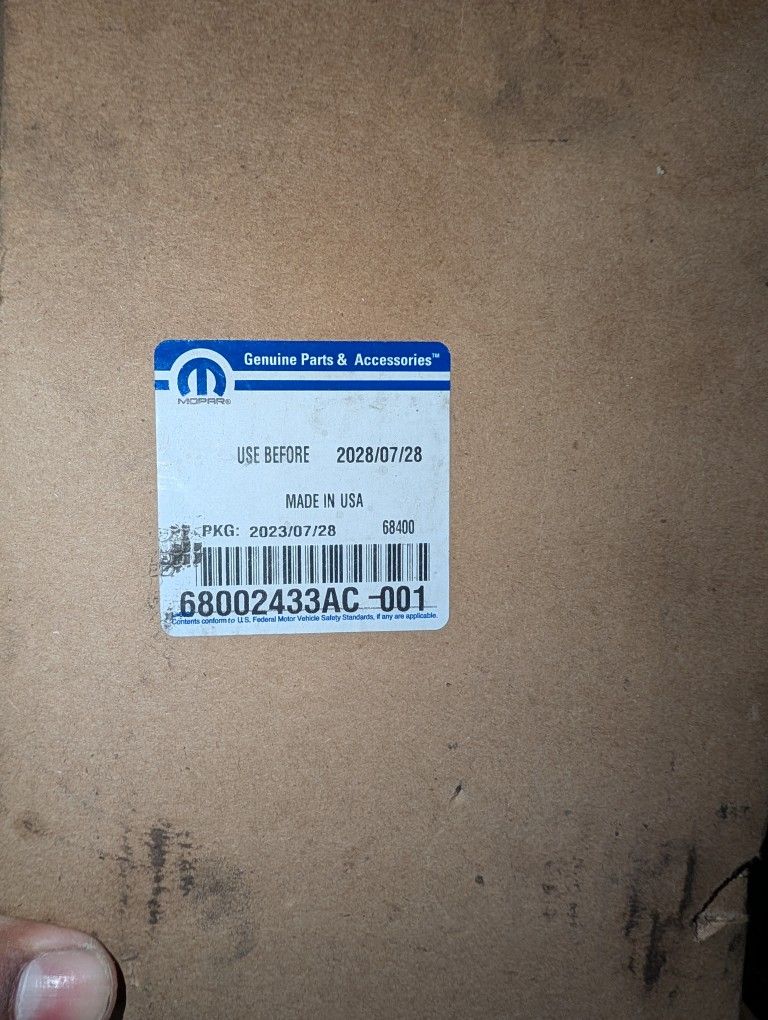 Genuine Parts & Accessories™
MOPAR®
USE BEFORE 2028/07/28
MADE IN USA
PKG: 2023/07/28 68400
68002433AC-001
Contents conform to U.S. Federal Motor Vehicle Safety Standards, if any are applicable.